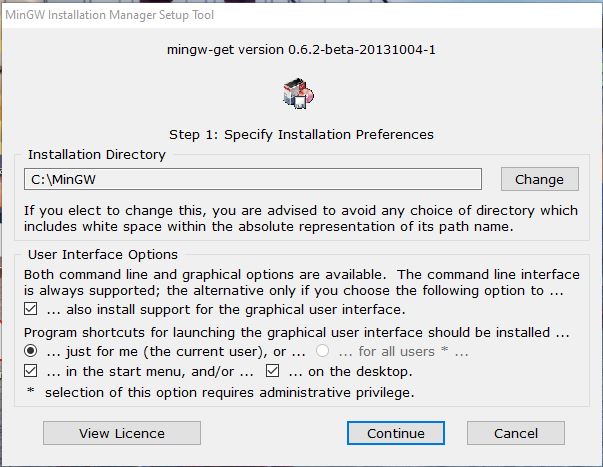 MinGW Installation Manager Setup Tool
mingw-get version 0.6.2-beta-20131004-1
Step 1: Specify Installation Preferences
Installation Directory
C:\MinGW
Change
If you elect to change this, you are advised to avoid any choice of directory which
includes white space within the absolute representation of its path name.
User Interface Options
Both command line and graphical options are available. The command line interface
is always supported; the alternative only if you choose the following option to ...
... also install support for the graphical user interface.
Program shortcuts for launching the graphical user interface should be installed ...
... just for me (the current user), or ... ... for all users * ...
... in the start menu, and/or ... ... on the desktop.
* selection of this option requires administrative privilege.
View Licence Continue Cancel